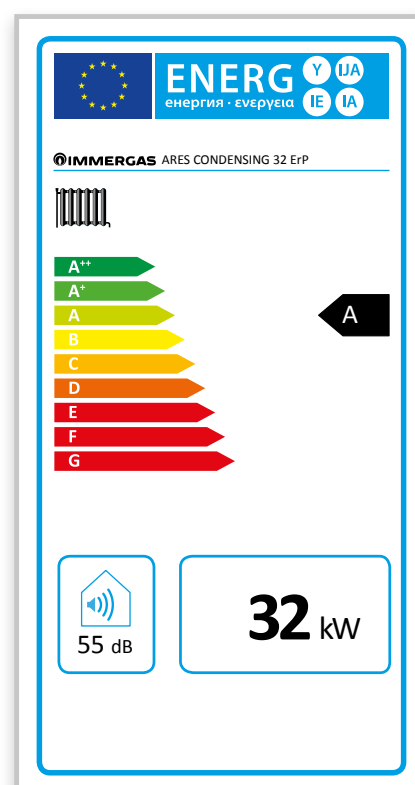 ENERG Y IJA
енергия · ενεργεια IE IA
IMMERGAS ARES CONDENSING 32 ErP
A++
A+
A
A
B
C
D
E
F
G
55 dB
32 kW